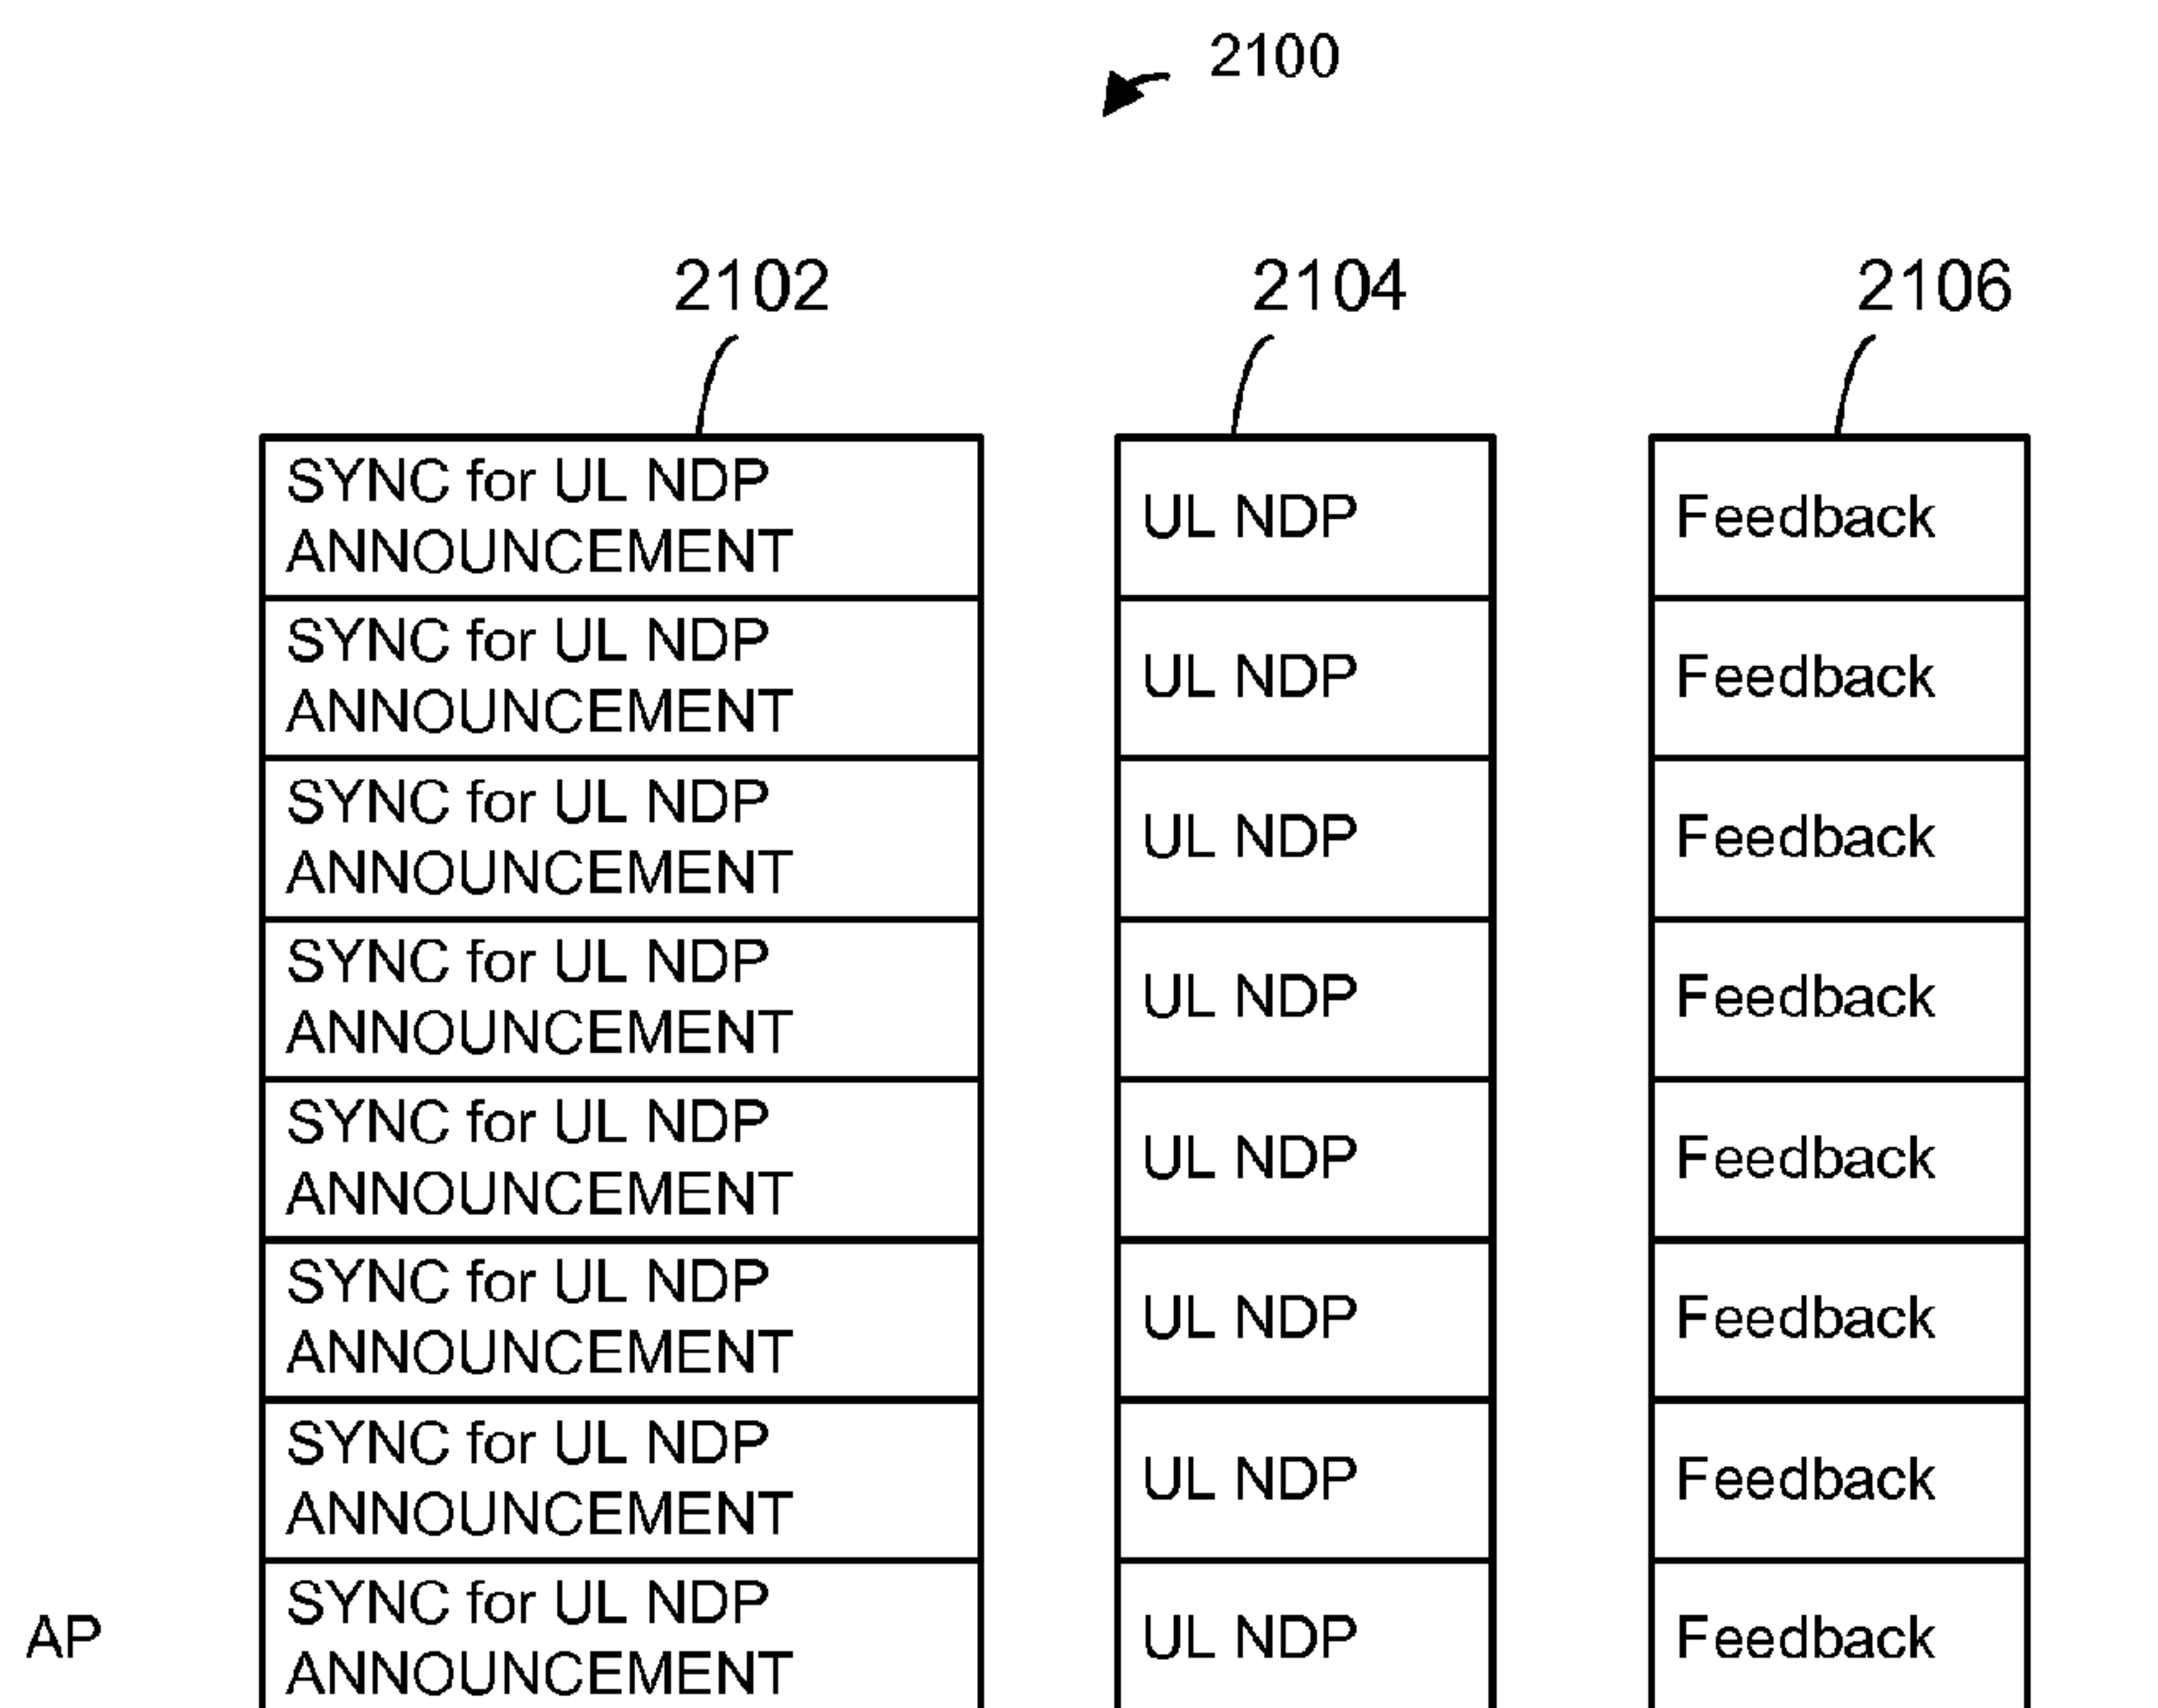 2100
2102 2104 2106
SYNC for UL NDP
ANNOUNCEMENT
UL NDP
Feedback
SYNC for UL NDP
ANNOUNCEMENT
UL NDP
Feedback
SYNC for UL NDP
ANNOUNCEMENT
UL NDP
Feedback
SYNC for UL NDP
ANNOUNCEMENT
UL NDP
Feedback
SYNC for UL NDP
ANNOUNCEMENT
UL NDP
Feedback
SYNC for UL NDP
ANNOUNCEMENT
UL NDP
Feedback
SYNC for UL NDP
ANNOUNCEMENT
UL NDP
Feedback
AP
SYNC for UL NDP
ANNOUNCEMENT
UL NDP
Feedback